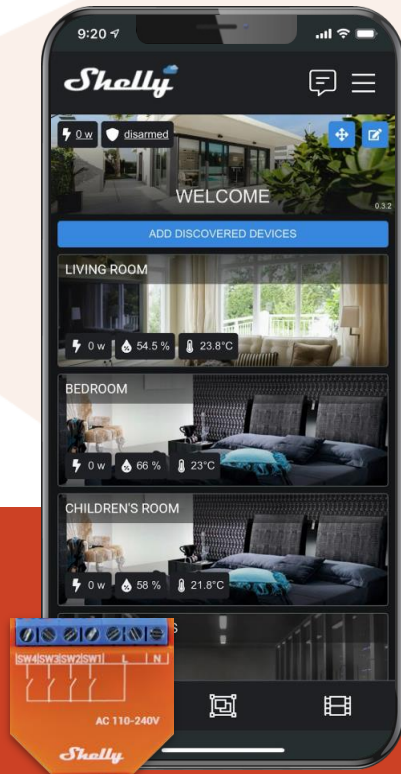 9:20
Shelly
0 w
disarmed
WELCOME
0.3.2
ADD DISCOVERED DEVICES
LIVING ROOM
0 w 54.5 % 23.8°C
BEDROOM
0 w 66 % 23°C
CHILDREN'S ROOM
0 w 58 % 21.8°C
S
SW4 SW3 SW2 SW1 L N
AC 110-240V
Shelly